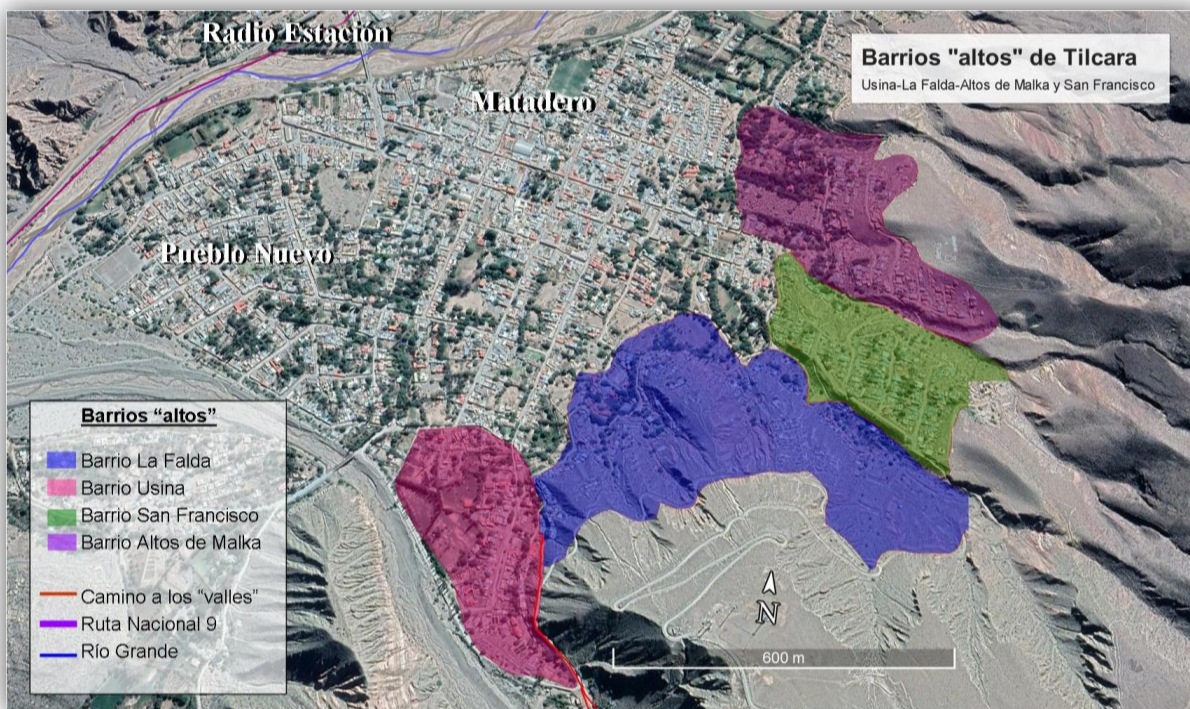 Radio Estación
Barrios "altos" de Tilcara
Usina-La Falda-Altos de Malka y San Francisco
Matadero
Pueblo Nuevo
Barrios “altos”
Barrio La Falda
Barrio Usina
Barrio San Francisco
Barrio Altos de Malka
Camino a los “valles”
Ruta Nacional 9
Río Grande
N
600 m